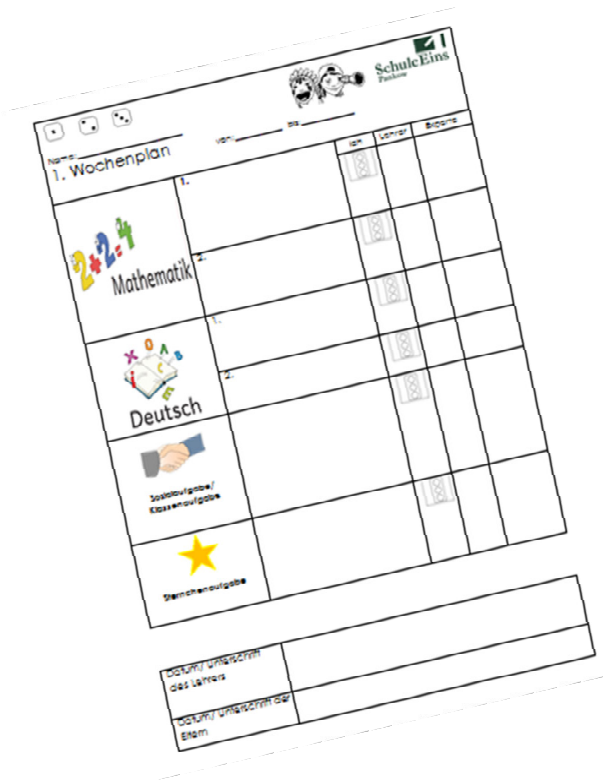 SchuleEins
Pankow
Name:
von: bis:
1. Wochenplan
Ich Lehrer Experte
2+2=4
Mathematik
1.
2.
X O A B
C
E
Deutsch
1.
2.
Sozialaufgabe/
Klassenaufgabe
Sternchenaufgabe
Datum/ Unterschrift
des Lehrers
Datum/ Unterschrift der
Eltern